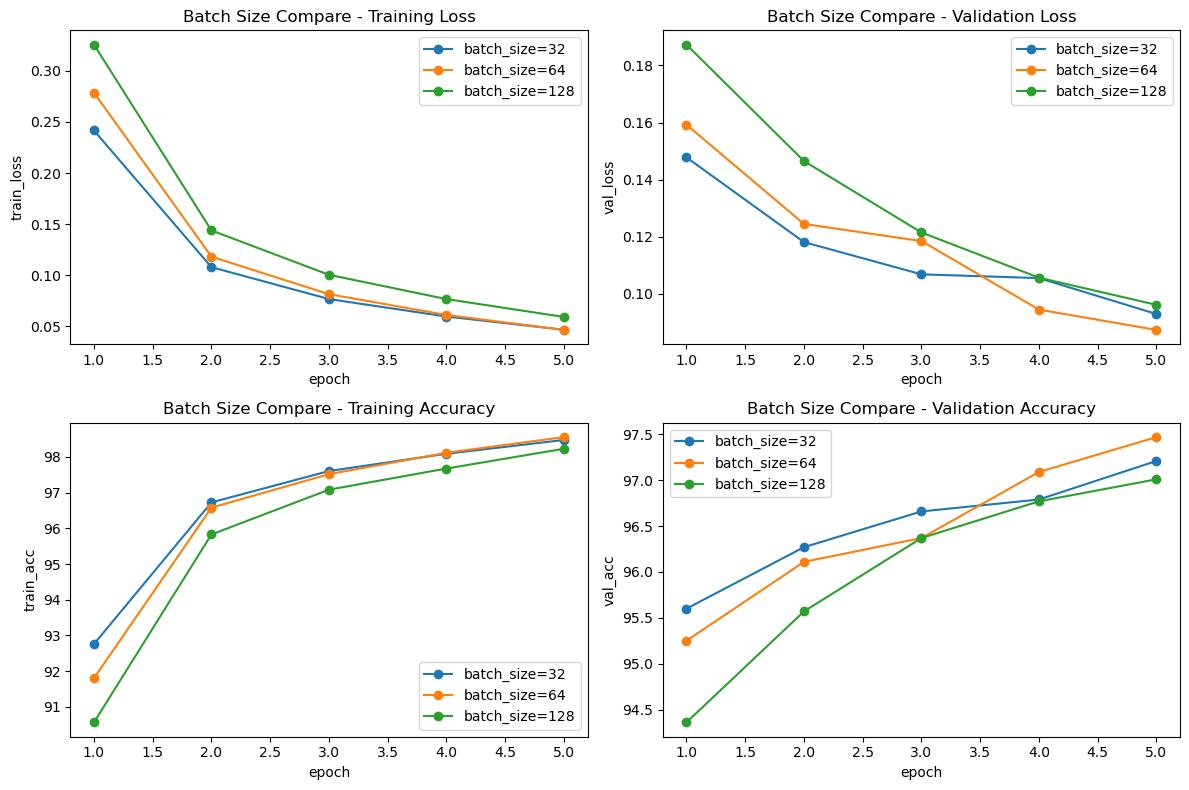 Batch Size Compare - Training Loss
batch_size=32
batch_size=64
batch_size=128
train_loss
0.30
0.25
0.20
0.15
0.10
0.05
1.0 1.5 2.0 2.5 3.0 3.5 4.0 4.5 5.0
epoch
Batch Size Compare - Validation Loss
batch_size=32
batch_size=64
batch_size=128
val_loss
0.18
0.16
0.14
0.12
0.10
1.0 1.5 2.0 2.5 3.0 3.5 4.0 4.5 5.0
epoch
Batch Size Compare - Training Accuracy
train_acc
98
97
96
95
94
93
92
91
batch_size=32
batch_size=64
batch_size=128
1.0 1.5 2.0 2.5 3.0 3.5 4.0 4.5 5.0
epoch
Batch Size Compare - Validation Accuracy
batch_size=32
batch_size=64
batch_size=128
val_acc
97.5
97.0
96.5
96.0
95.5
95.0
94.5
1.0 1.5 2.0 2.5 3.0 3.5 4.0 4.5 5.0
epoch